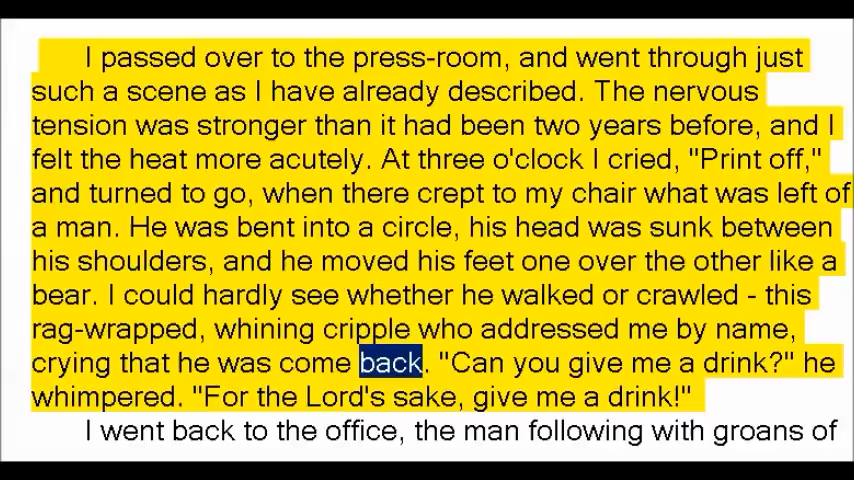 I passed over to the press-room, and went through just
such a scene as I have already described. The nervous
tension was stronger than it had been two years before, and I
felt the heat more acutely. At three o'clock I cried, "Print off,"
and turned to go, when there crept to my chair what was left of
a man. He was bent into a circle, his head was sunk between
his shoulders, and he moved his feet one over the other like a
bear. I could hardly see whether he walked or crawled - this
rag-wrapped, whining cripple who addressed me by name,
crying that he was come back. "Can you give me a drink?" he
whimpered. "For the Lord's sake, give me a drink!"
I went back to the office, the man following with groans of